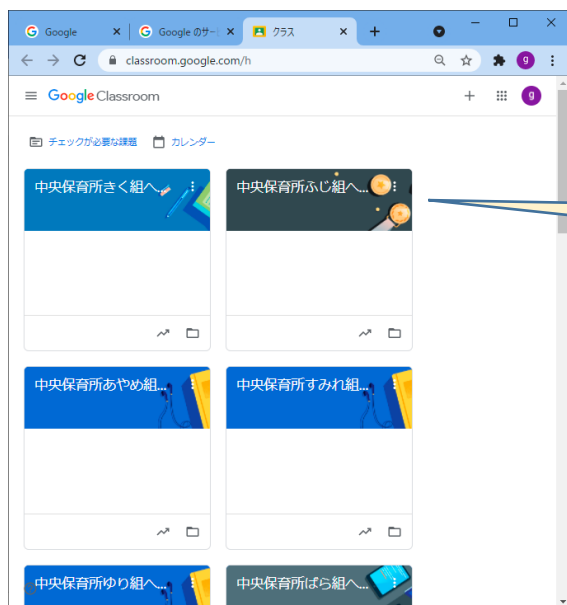 Google
Google のサー
クラス
classroom.google.com/h
g
Google Classroom
g
チェックが必要な課題
カレンダー
中央保育所きく組へ...
中央保育所ふじ組へ...
中央保育所あやめ組...
中央保育所すみれ組...
中央保育所ゆり組へ...
中央保育所ばら組へ...